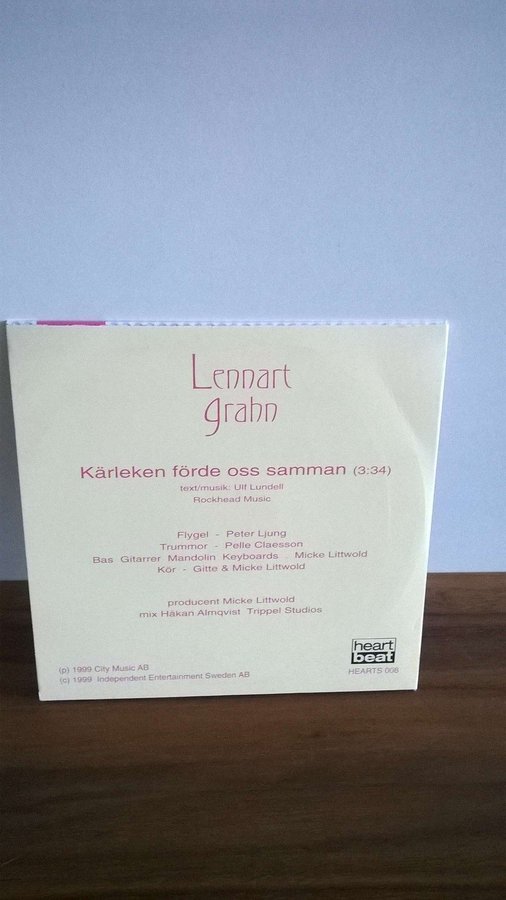 Lennart
grahn
Kärleken förde oss samman (3:34)
text/musik: Ulf Lundell
Rockhead Music
Flygel - Peter Ljung
Trummor - Pelle Claesson
Bas Gitarrer Mandolin Keyboards . Micke Littwold
Kör - Gitte & Micke Littwold
producent Micke Littwold
mix Håkan Almqvist Trippel Studios
heart
beat
HEARTS 006
(p) 1999 City Music AB
(c) 1999 Independent Entertainment Sweden AB